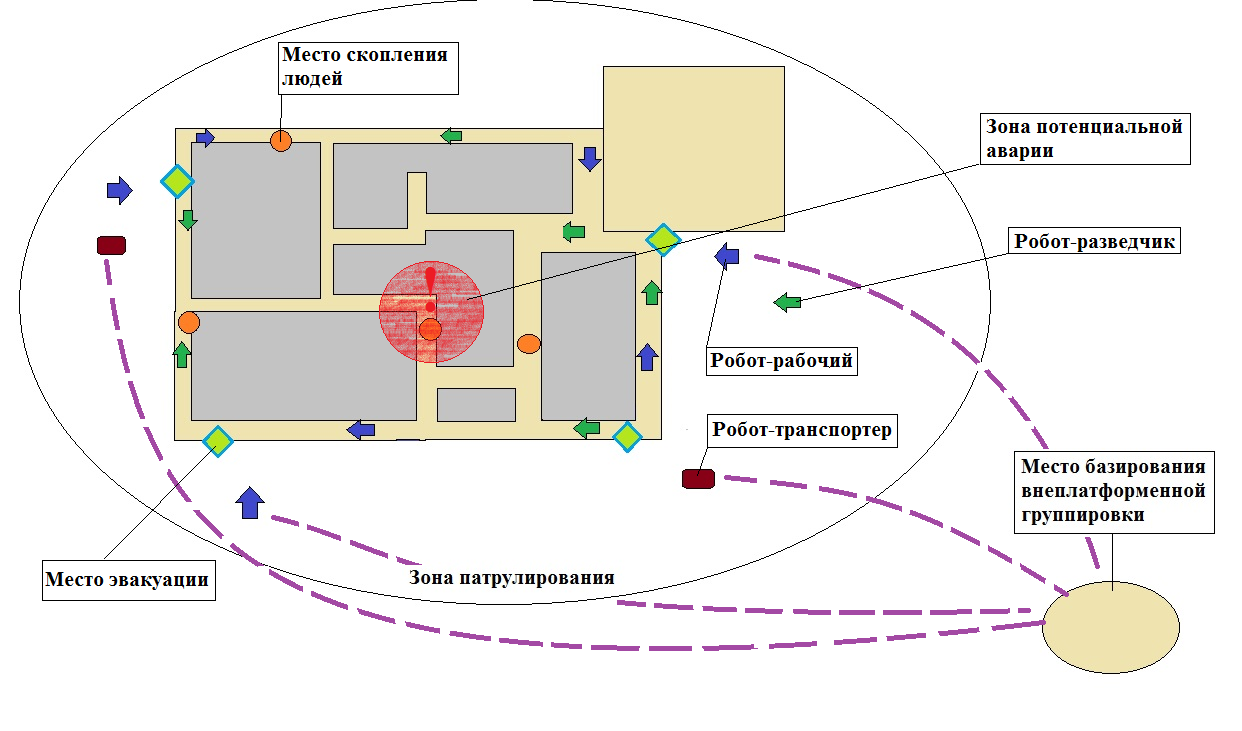 Место скопления
людей
Зона потенциальной
аварии
Робот-разведчик
Робот-рабочий
Робот-транспортер
Место базирования
внеплатформенной
группировки
Место эвакуации
Зона патрулирования